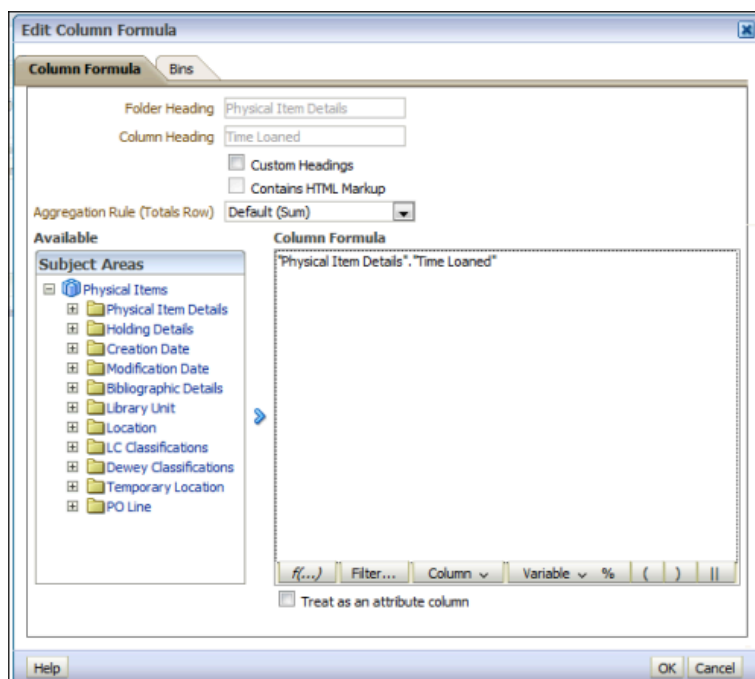 Edit Column Formula
Column Formula Bins
Folder Heading Physical Item Details
Column Heading Time Loaned
Custom Headings
Contains HTML Markup
Aggregation Rule (Totals Row) Default (Sum)
Available Column Formula
Subject Areas
"Physical Item Details"."Time Loaned"
Physical Items
Physical Item Details
Holding Details
Creation Date
Modification Date
Bibliographic Details
Library Unit
Location
LC Classifications
Dewey Classifications
Temporary Location
PO Line
f(...) Filter... Column Variable % ( ) ||
Treat as an attribute column
Help OK Cancel